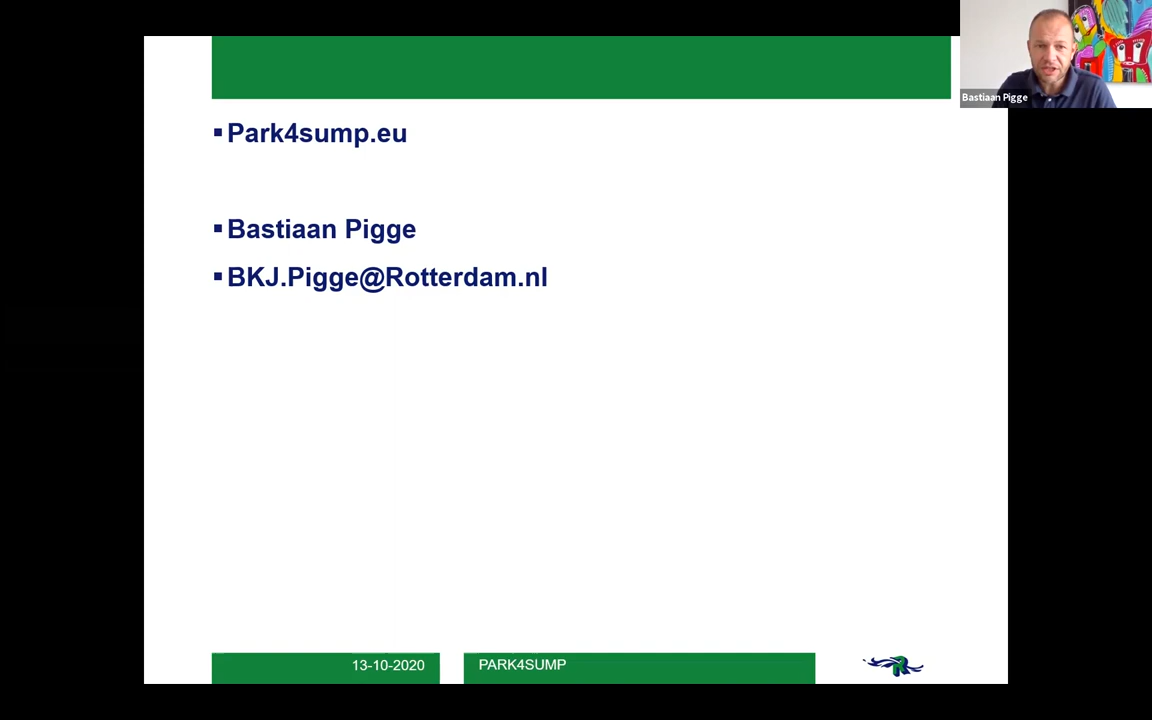 Bastiaan Pigge
▪Park4sump.eu
▪Bastiaan Pigge
▪BKJ.Pigge@Rotterdam.nl
13-10-2020
PARK4SUMP